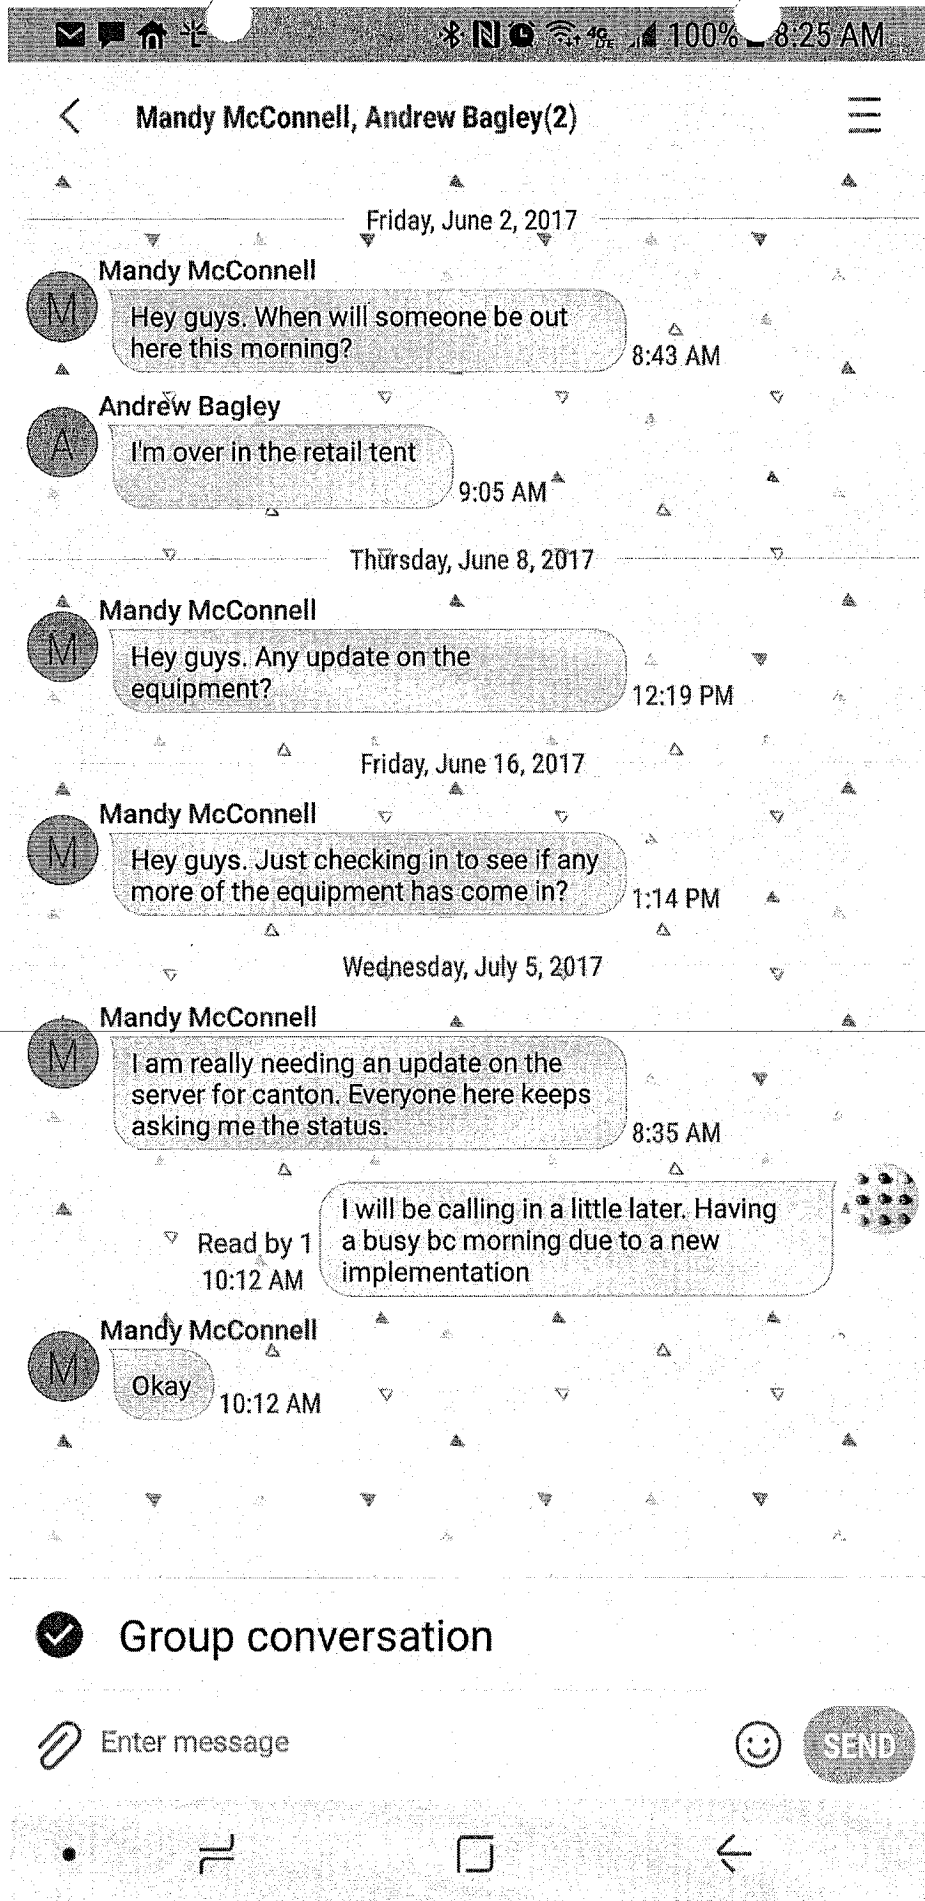 100% 8:25 AM
Mandy McConnell, Andrew Bagley(2)
Friday, June 2, 2017
Mandy McConnell
M
Hey guys. When will someone be out
here this morning?
8:43 AM
Andrew Bagley
A
I'm over in the retail tent
9:05 AM
Thursday, June 8, 2017
Mandy McConnell
M
Hey guys. Any update on the
equipment?
12:19 PM
Friday, June 16, 2017
Mandy McConnell
M
Hey guys. Just checking in to see if any
more of the equipment has come in?
1:14 PM
Wednesday, July 5, 2017
Mandy McConnell
M
I am really needing an update on the
server for canton. Everyone here keeps
asking me the status.
8:35 AM
I will be calling in a little later. Having
a busy bc morning due to a new
implementation
Read by 1
10:12 AM
Mandy McConnell
M
Okay
10:12 AM
Group conversation
Enter message
SEND